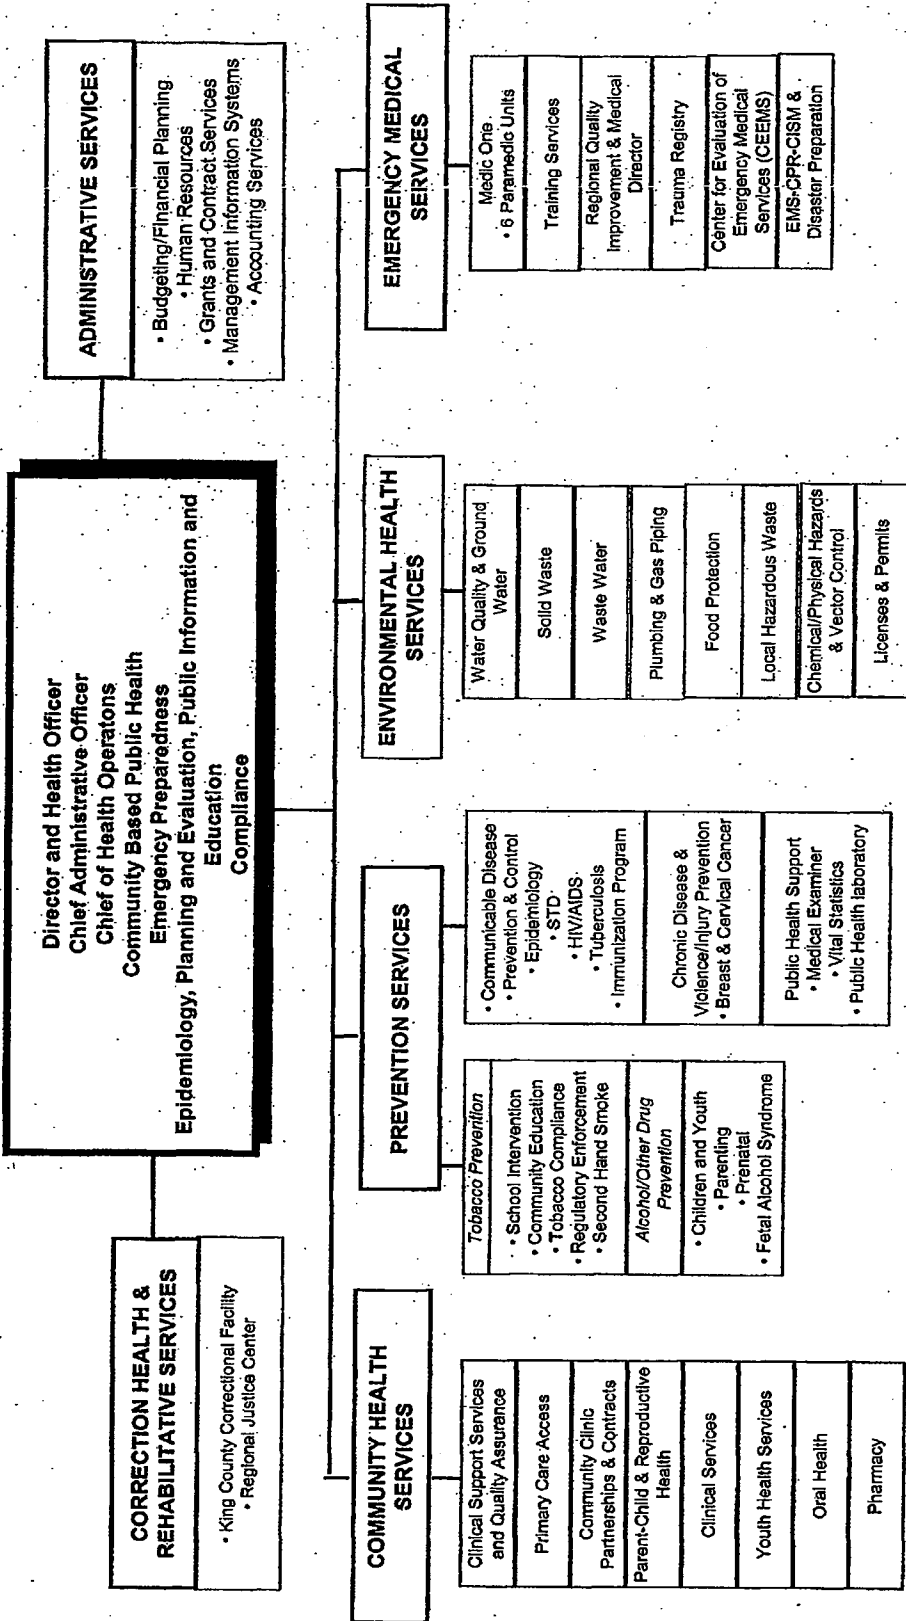 Director and Health Officer
Chief Administrative Officer
Chief of Health Operatons
Community Based Public Health
Emergency Preparedness
Epidemiology, Planning and Evaluation, Public Information and
Education
Compliance
CORRECTION HEALTH &
REHABILITATIVE SERVICES
• King County Correctional Facility
• Regional Justice Center
ADMINISTRATIVE SERVICES
• Budgeting/Financial Planning
• Human Resources
• Grants and Contract Services
• Management Information Systems
• Accounting Services
COMMUNITY HEALTH
SERVICES
Clinical Support Services
and Quality Assurance
Primary Care Access
Community Clinic
Partnerships & Contracts
Parent-Child & Reproductive
Health
Clinical Services
Youth Health Services
Oral Health
Pharmacy
PREVENTION SERVICES
Tobacco Prevention
• School Intervention
• Community Education
• Tobacco Compliance
• Regulatory Enforcement
• Second Hand Smoke
Alcohol/Other Drug
Prevention
• Children and Youth
• Parenting
• Prenatal
• Fetal Alcohol Syndrome
• Communicable Disease
• Prevention & Control
• Epidemiology
• STD
• HIV/AIDS
• Tuberculosis
• Immunization Program
Chronic Disease &
Violence/Injury Prevention
• Breast & Cervical Cancer
Public Health Support
• Medical Examiner
• Vital Statistics
• Public Health laboratory
ENVIRONMENTAL HEALTH
SERVICES
Water Quality & Ground
Water
Solid Waste
Waste Water
Plumbing & Gas Piping
Food Protection
Local Hazardous Waste
Chemical/Physical Hazards
& Vector Control
Licenses & Permits
EMERGENCY MEDICAL
SERVICES
Medic One
• 6 Paramedic Units
Training Services
Regional Quality
Improvement & Medical
Director
Trauma Registry
Center for Evaluation of
Emergency Medical
Services (CEEMS)
EMS-CPR-CISM &
Disaster Preparation